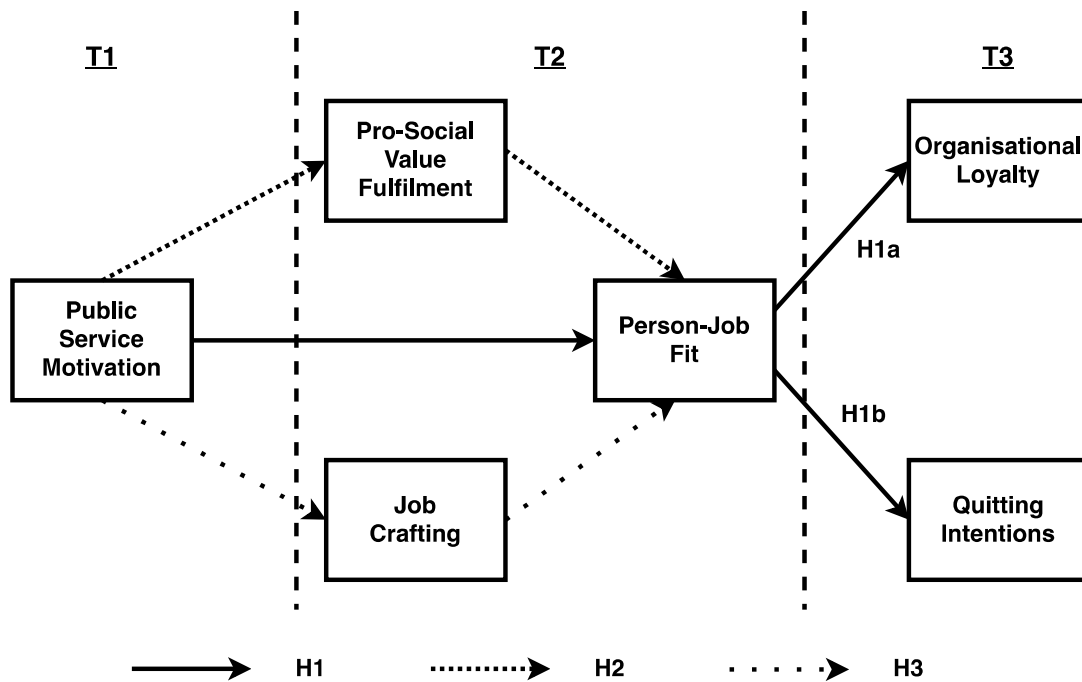 T1
T2
T3
Pro-Social
Value
Fulfilment
Organisational
Loyalty
H1a
Public
Service
Motivation
Person-Job
Fit
H1b
Job
Crafting
Quitting
Intentions
H1
H2
H3